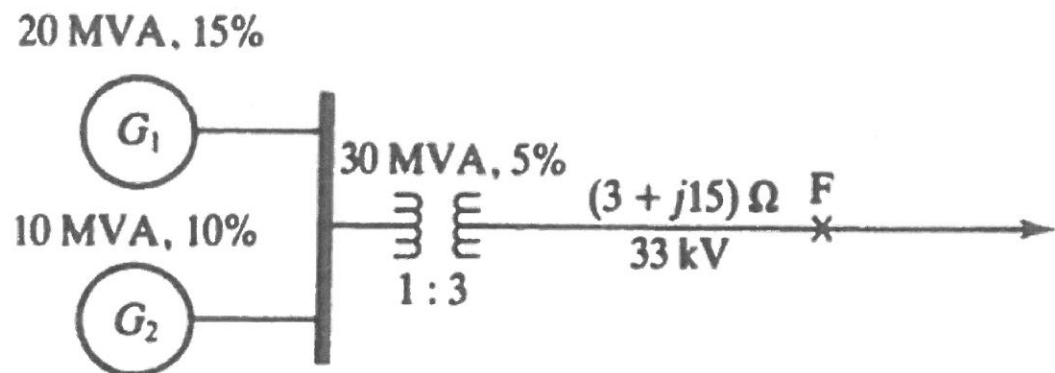 20 MVA, 15%
G1
30 MVA, 5%
(3 + j15) Ω F
10 MVA, 10%
33 kV
1 : 3
G2